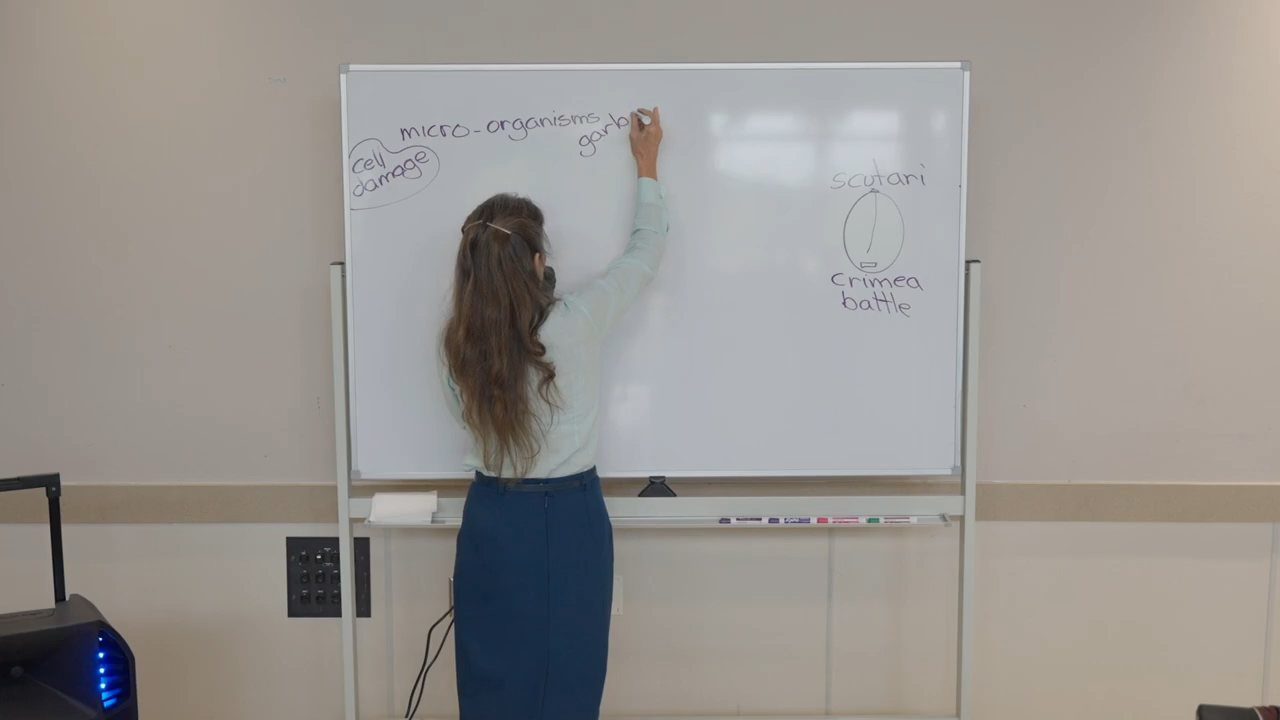 micro-organisms
garb
cell
damage
scutari
crimea
battle